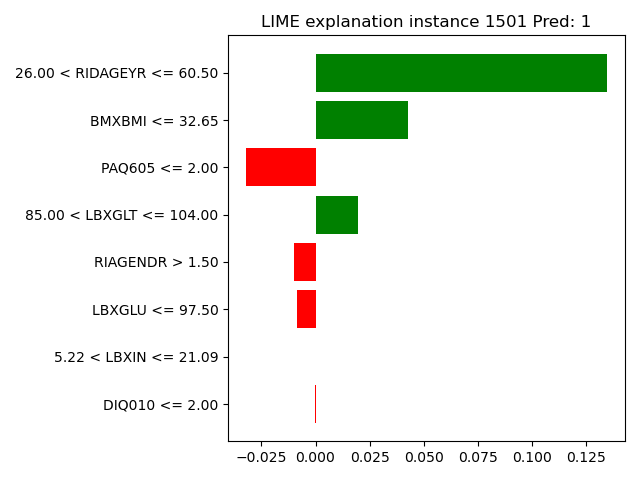 LIME explanation instance 1501 Pred: 1
26.00 < RIDAGEYR <= 60.50
BMXBMI <= 32.65
PAQ605 <= 2.00
85.00 < LBXGLT <= 104.00
RIAGENDR > 1.50
LBXGLU <= 97.50
5.22 < LBXIN <= 21.09
DIQ010 <= 2.00
−0.025 0.000 0.025 0.050 0.075 0.100 0.125